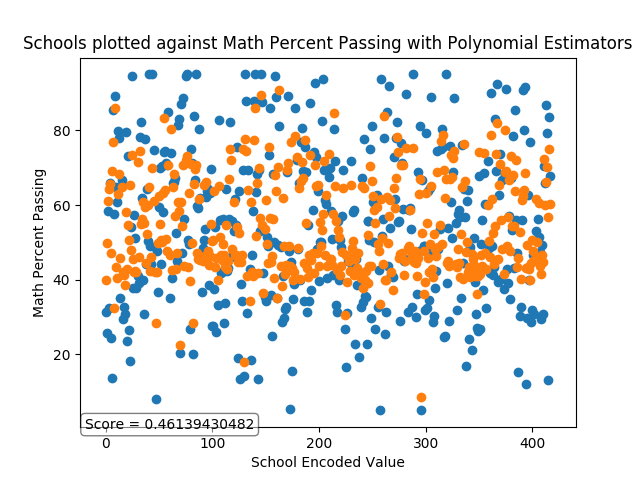 Schools plotted against Math Percent Passing with Polynomial Estimators
80
60
40
20
Math Percent Passing
Score = 0.46139430482
0 100 200 300 400
School Encoded Value